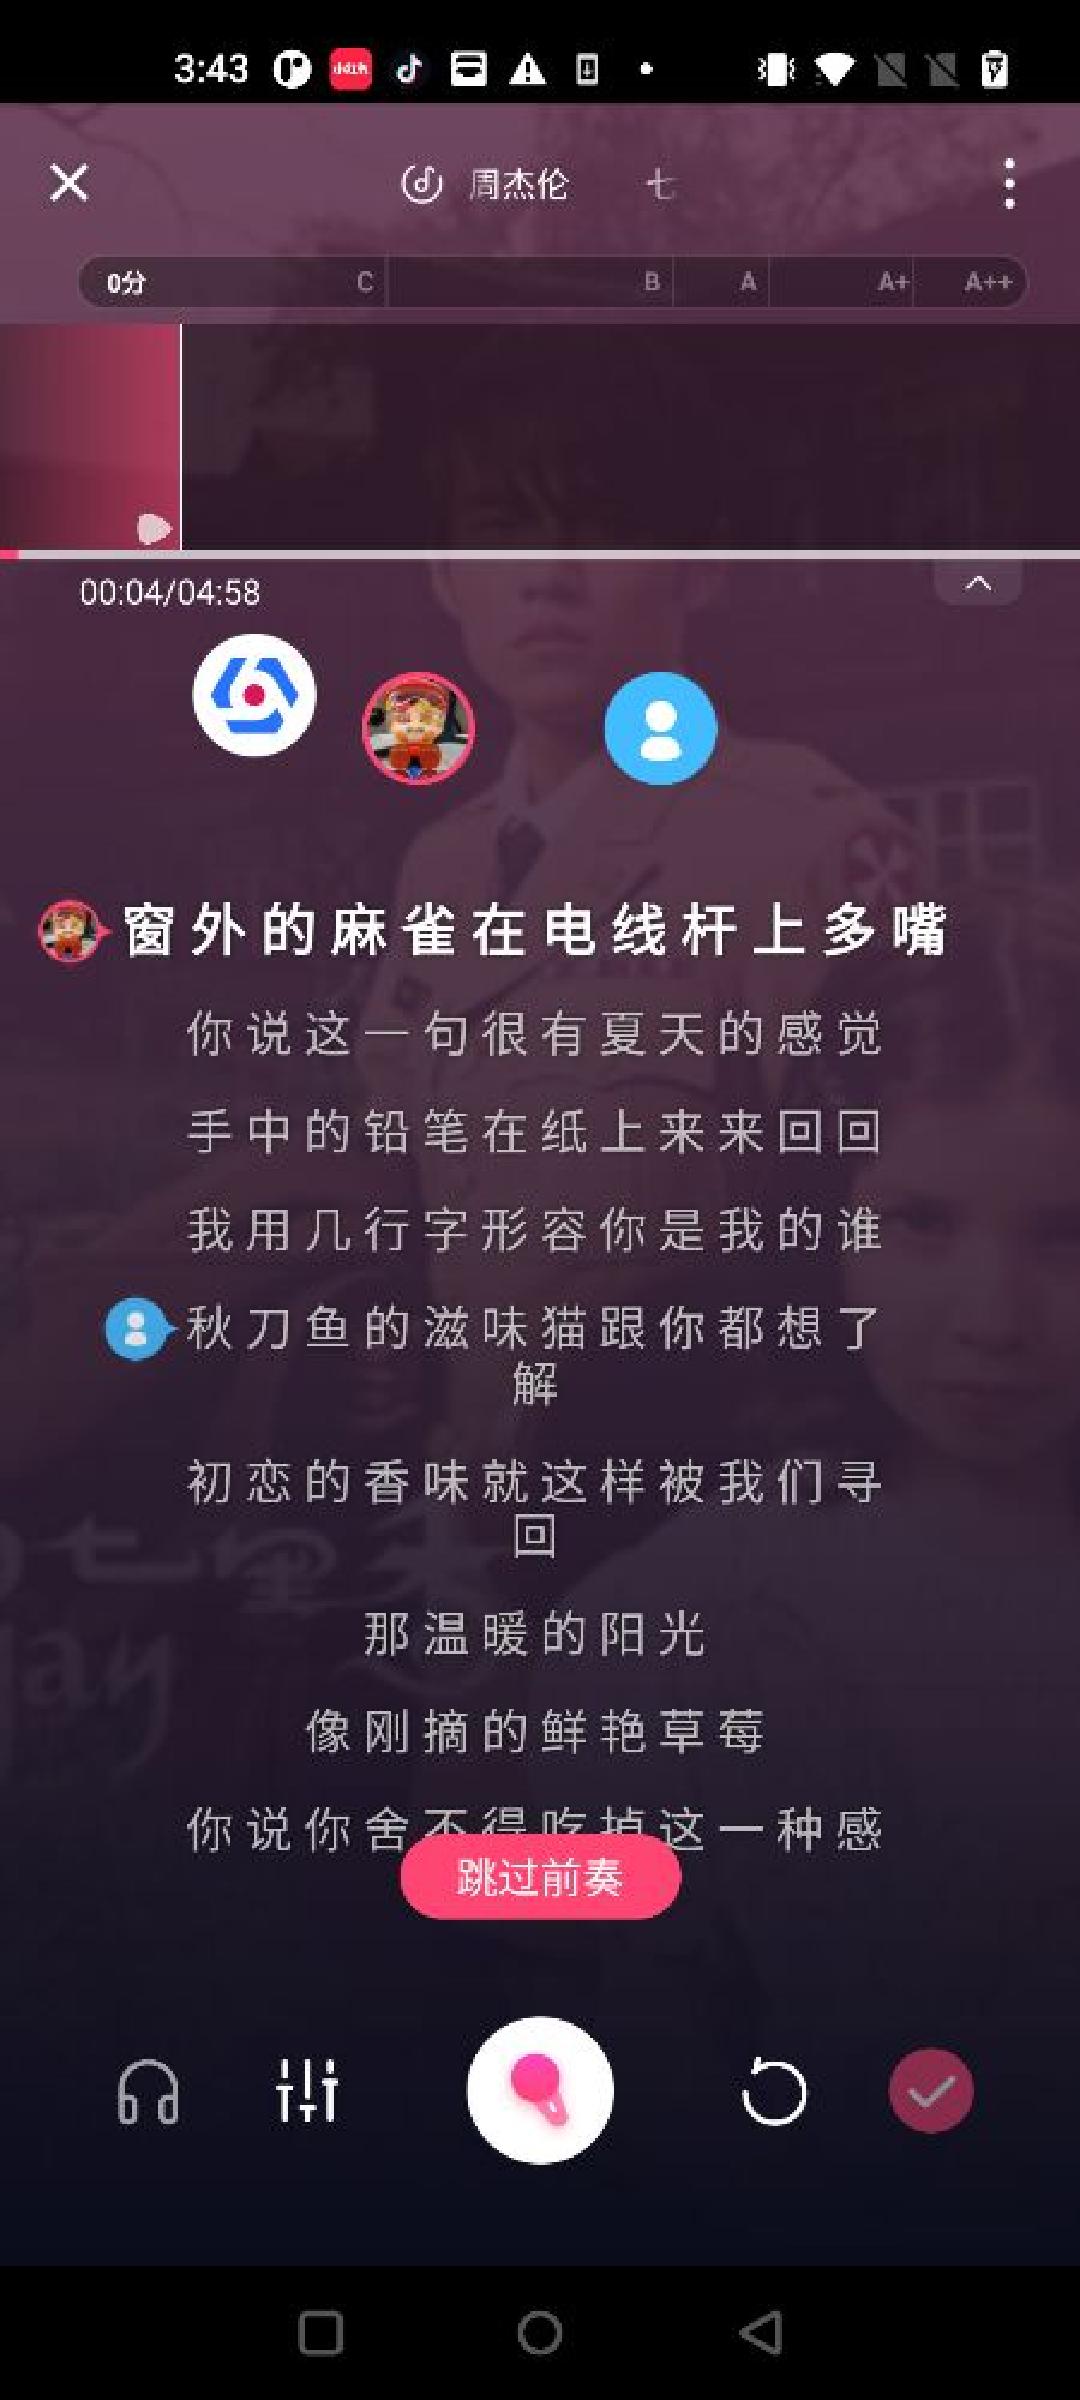 3:43
周杰伦 七
0分 C B A A+ A++
00:04/04:58
窗外的麻雀在电线杆上多嘴
你说这一句很有夏天的感觉
手中的铅笔在纸上来来回回
我用几行字形容你是我的谁
秋刀鱼的滋味猫跟你都想了
解
初恋的香味就这样被我们寻
回
那温暖的阳光
像刚摘的鲜艳草莓
你说你舍不得吃掉这一种感
跳过前奏